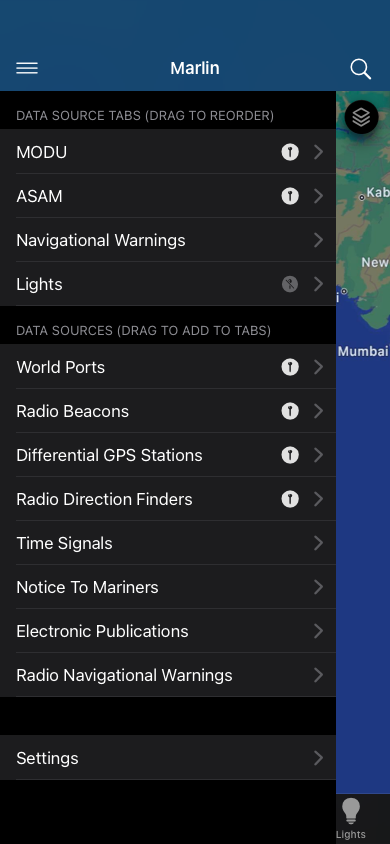 Marlin
DATA SOURCE TABS (DRAG TO REORDER)
MODU
ASAM
Kab
Navigational Warnings
New
Lights
i
DATA SOURCES (DRAG TO ADD TO TABS)
Mumbai
World Ports
Radio Beacons
Differential GPS Stations
Radio Direction Finders
Time Signals
Notice To Mariners
Electronic Publications
Radio Navigational Warnings
Settings
Lights